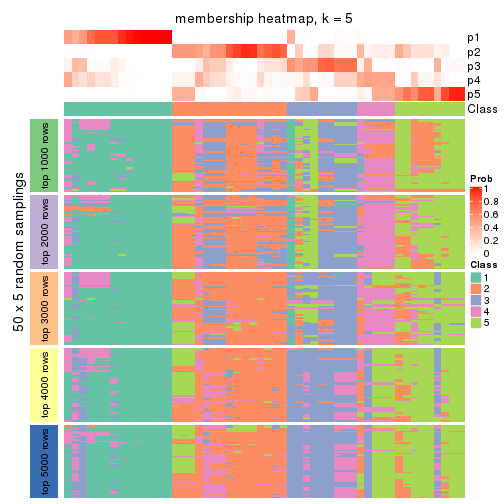 membership heatmap, k = 5
p1
p2
p3
p4
p5
Class
50 x 5 random samplings
top 1000 rows
top 2000 rows
top 3000 rows
top 4000 rows
top 5000 rows
Prob
1
0.8
0.6
0.4
0.2
0
Class
1
2
3
4
5